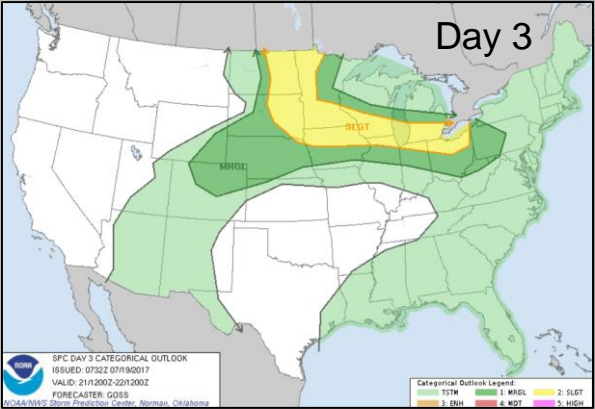 Day 3
SLGT
MRGL
NOAA
SPC DAY 3 CATEGORICAL OUTLOOK
ISSUED: 0732Z 07/19/2017
VALID: 21/1200Z-22/1200Z
FORECASTER: GOSS
NOAA/NWS Storm Prediction Center, Norman, Oklahoma
Categorical Outlook Legend:
TSTM 1: MRGL 2: SLGT
3: ENH 4: MDT 5: HIGH